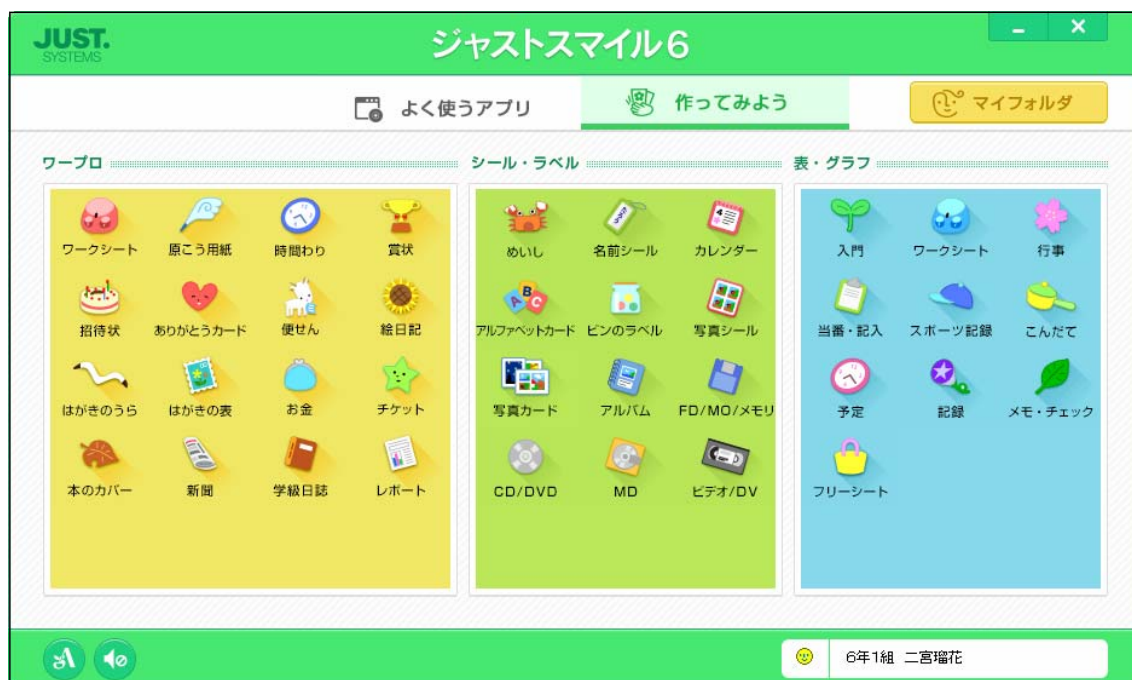 JUST.
SYSTEMS
ジャストスマイル6
よく使うアプリ
作ってみよう
マイフォルダ
ワープロ
ワークシート 原こう用紙 時間わり 賞状
招待状 ありがとうカード 便せん 絵日記
はがきのうら はがきの表 お金 チケット
本のカバー 新聞 学級日誌 レポート
シール・ラベル
めいし 名前シール カレンダー
アルファベットカード ビンのラベル 写真シール
写真カード アルバム FD/MO/メモリ
CD/DVD MD ビデオ/DV
表・グラフ
入門 ワークシート 行事
当番・記入 スポーツ記録 こんだて
予定 記録 メモ・チェック
フリーシート
6年1組 二宮瑠花